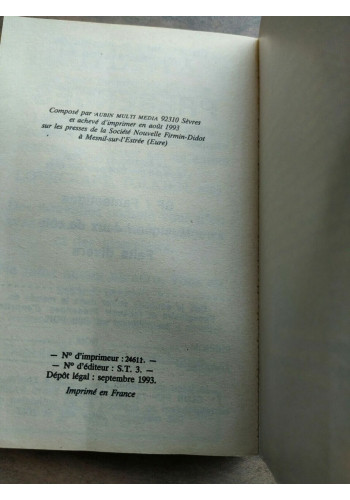 Composé par AUBIN MULTI MEDIA 92310 Sèvres
et achevé d'imprimer en août 1993
sur les presses de la Société Nouvelle Firmin-Didot
à Mesnil-sur-l'Estrée (Eure)
— N° d'imprimeur : 24611. —
— N° d'éditeur : S.T. 3. —
Dépôt légal : septembre 1993.
Imprimé en France